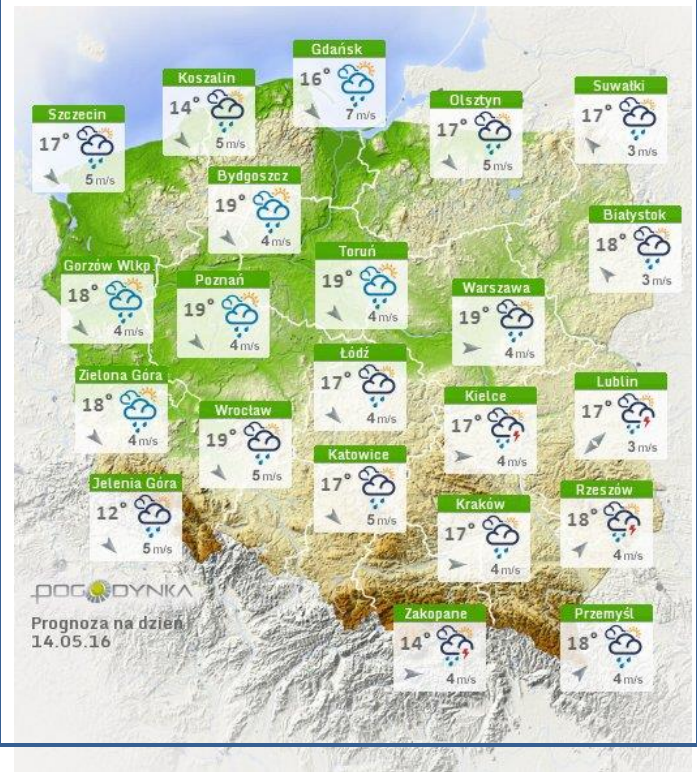 Gdańsk
16°
7 m/s
Koszalin
14°
5 m/s
Suwałki
17°
3 m/s
Olsztyn
17°
5 m/s
Szczecin
17°
5 m/s
Bydgoszcz
19°
4 m/s
Białystok
18°
3 m/s
Toruń
19°
4 m/s
Gorzów Wlkp.
18°
4 m/s
Poznań
19°
4 m/s
Warszawa
19°
4 m/s
Łódź
17°
4 m/s
Zielona Góra
18°
4 m/s
Lublin
17°
3 m/s
Kielce
17°
4 m/s
Wrocław
19°
5 m/s
Katowice
17°
5 m/s
Jelenia Góra
12°
5 m/s
Rzeszów
18°
4 m/s
Kraków
17°
4 m/s
POGODYNKA
Prognoza na dzień
14.05.16
Zakopane
14°
4 m/s
Przemyśl
18°
4 m/s